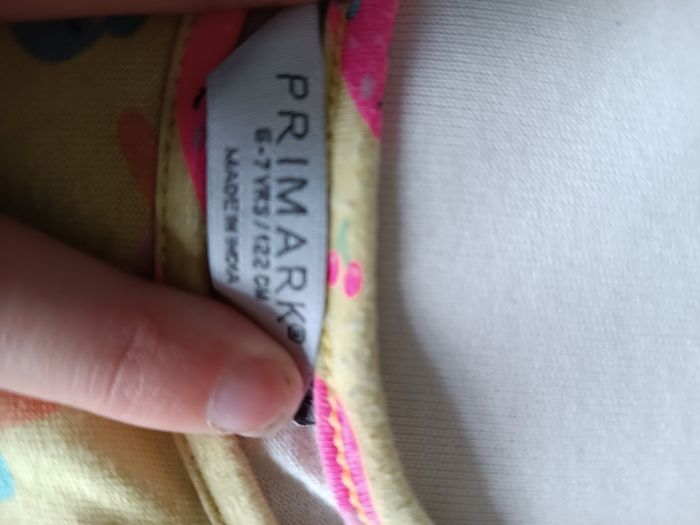 PRIMARK®
6-7 YRS / 122 CM
MADE IN INDIA